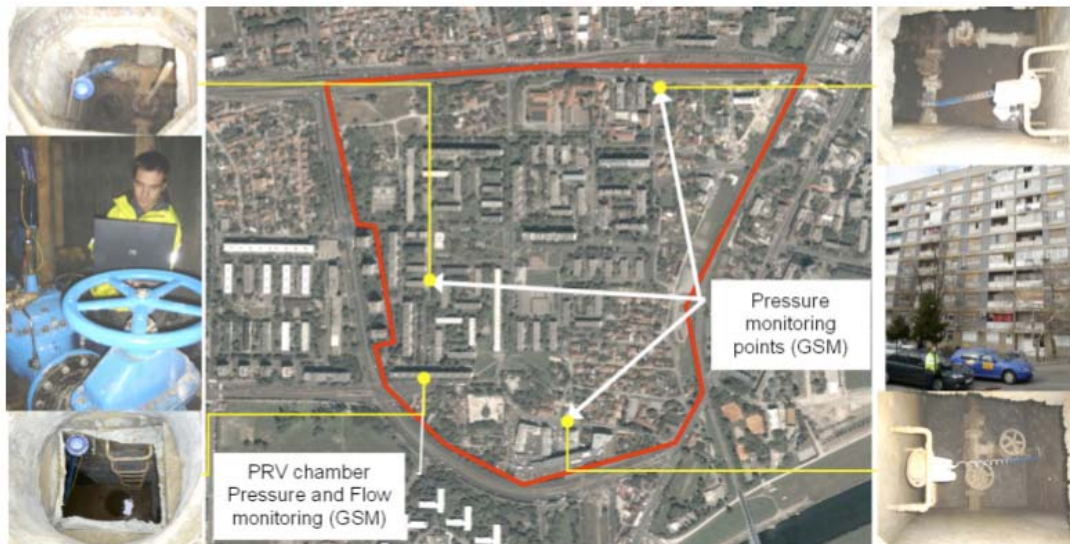 Pressure
monitoring
points (GSM)
PRV chamber
Pressure and Flow
monitoring (GSM)